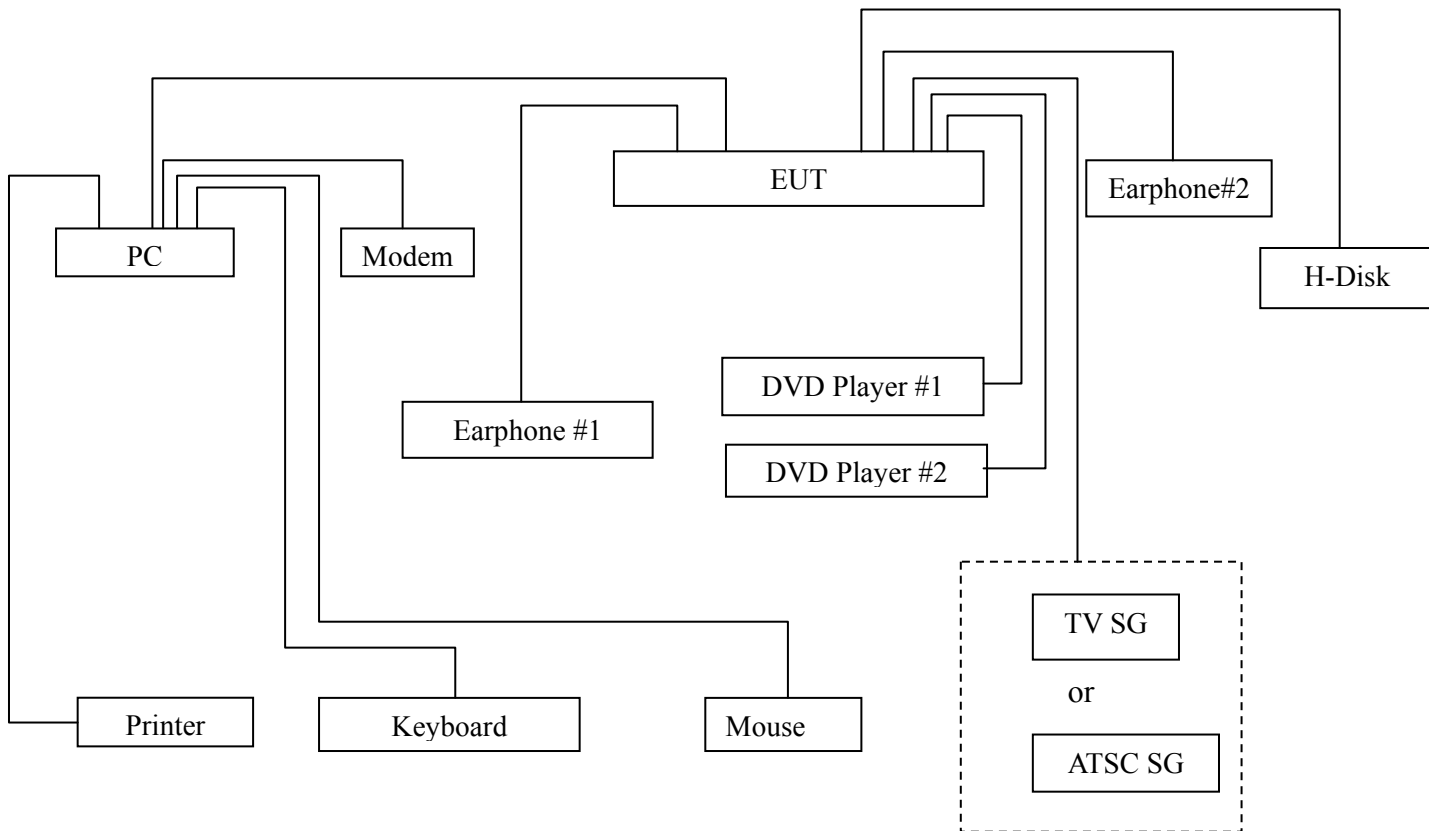 EUT
Earphone#2
PC
Modem
H-Disk
DVD Player #1
Earphone #1
DVD Player #2
TV SG
or
Printer
Keyboard
Mouse
ATSC SG